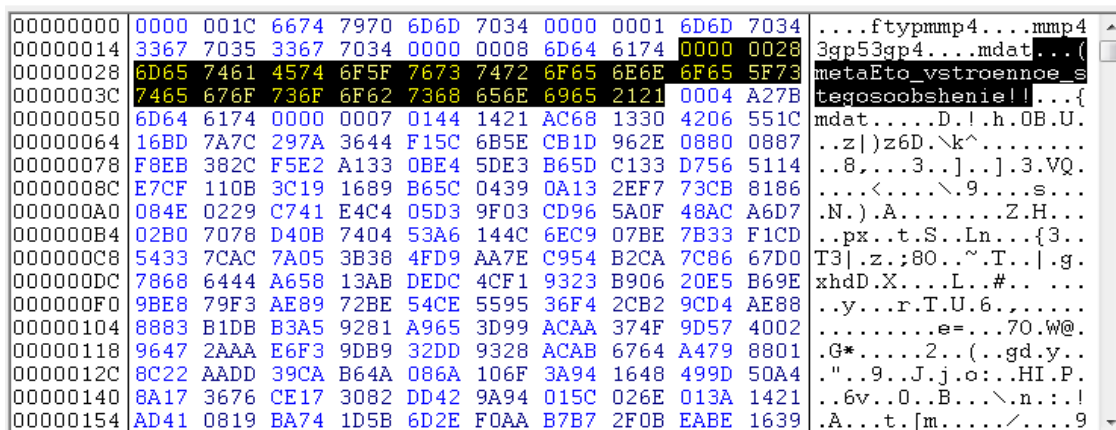 00000000 0000 001C 6674 7970 6D6D 7034 0000 0001 6D6D 7034 ....ftypmmp4....mmp4
00000014 3367 7035 3367 7034 0000 0008 6D64 6174 0000 0028 3gp53gp4....mdat...(
00000028 6D65 7461 4574 6F5F 7673 7472 6F65 6E6E 6F65 5F73 metaEto_vstroennoe_s
0000003C 7465 676F 736F 6F62 7368 656E 6965 2121 0004 A27B tegosoobshenie!!...{
00000050 6D64 6174 0000 0007 0144 1421 AC68 1330 4206 551C mdat.....D.!.h.0B.U.
00000064 16BD 7A7C 297A 3644 F15C 6B5E CB1D 962E 0880 0887 ..z|)z6D.\k^........
00000078 F8EB 382C F5E2 A133 0BE4 5DE3 B65D C133 D756 5114 ..8,...3..]..].3.VQ.
0000008C E7CF 110B 3C19 1689 B65C 0439 0A13 2EF7 73CB 8186 ....<....\.9....s...
000000A0 084E 0229 C741 E4C4 05D3 9F03 CD96 5A0F 48AC A6D7 .N.).A........Z.H...
000000B4 02B0 7078 D40B 7404 53A6 144C 6EC9 07BE 7B33 F1CD ..px..t.S..Ln...{3..
000000C8 5433 7CAC 7A05 3B38 4FD9 AA7E C954 B2CA 7C86 67D0 T3|.z.;8O..~.T..|.g.
000000DC 7868 6444 A658 13AB DEDC 4CF1 9323 B906 20E5 B69E xhdD.X....L..#.. ...
000000F0 9BE8 79F3 AE89 72BE 54CE 5595 36F4 2CB2 9CD4 AE88 ..y...r.T.U.6.,.....
00000104 8883 B1DB B3A5 9281 A965 3D99 ACAA 374F 9D57 4002 .........e=...7O.W@.
00000118 9647 2AAA E6F3 9DB9 32DD 9328 ACAB 6764 A479 8801 .G*.....2..(..gd.y..
0000012C 8C22 AADD 39CA B64A 086A 106F 3A94 1648 499D 50A4 ."..9..J.j.o:..HI.P.
00000140 8A17 3676 CE17 3082 DD42 9A94 015C 026E 013A 1421 ..6v..0..B...\.n.:.!
00000154 AD41 0819 BA74 1D5B 6D2E F0AA B7B7 2F0B EABE 1639 .A...t.[m...../....9